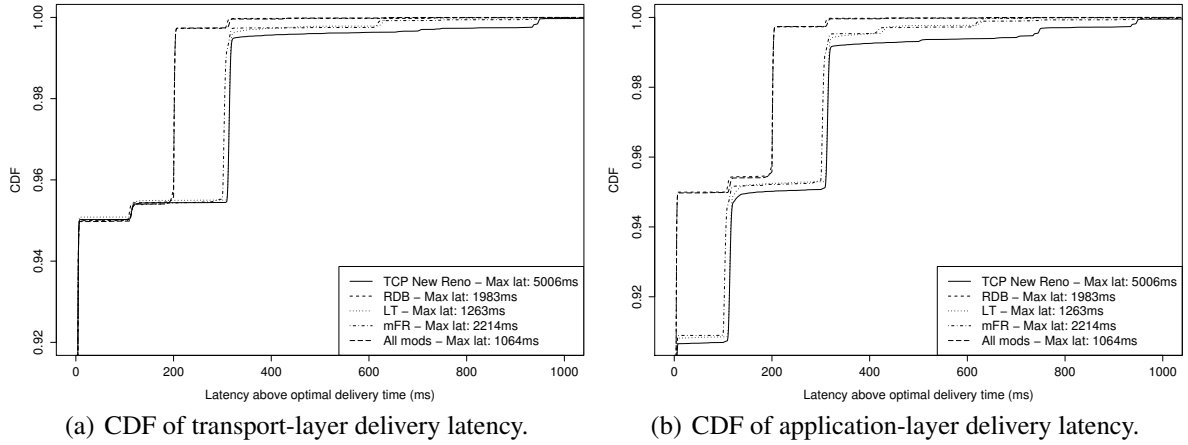 1.00
0.98
0.96
0.94
0.92
CDF
0 200 400 600 800 1000
Latency above optimal delivery time (ms)
TCP New Reno − Max lat: 5006ms
RDB − Max lat: 1983ms
LT − Max lat: 1263ms
mFR − Max lat: 2214ms
All mods − Max lat: 1064ms
(a) CDF of transport-layer delivery latency.
1.00
0.98
0.96
0.94
0.92
CDF
0 200 400 600 800 1000
Latency above optimal delivery time (ms)
TCP New Reno − Max lat: 5006ms
RDB − Max lat: 1983ms
LT − Max lat: 1263ms
mFR − Max lat: 2214ms
All mods − Max lat: 1064ms
(b) CDF of application-layer delivery latency.